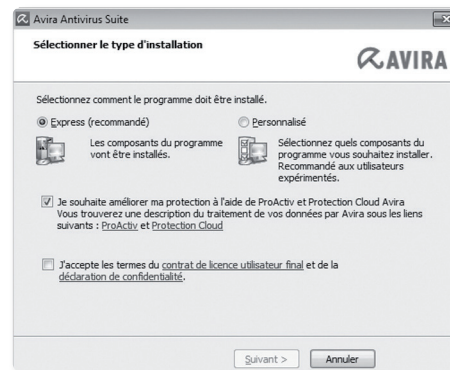 Avira Antivirus Suite
Sélectionner le type d'installation
AVIRA
Sélectionnez comment le programme doit être installé.
Express (recommandé)
Les composants du programme
vont être installés.
Personnalisé
Sélectionnez quels composants du
programme vous souhaitez installer.
Recommandé aux utilisateurs
expérimentés.
Je souhaite améliorer ma protection à l'aide de ProActiv et Protection Cloud Avira
Vous trouverez une description du traitement de vos données par Avira sous les liens
suivants : ProActiv et Protection Cloud
J'accepte les termes du contrat de licence utilisateur final et de la
déclaration de confidentialité.
Suivant > Annuler